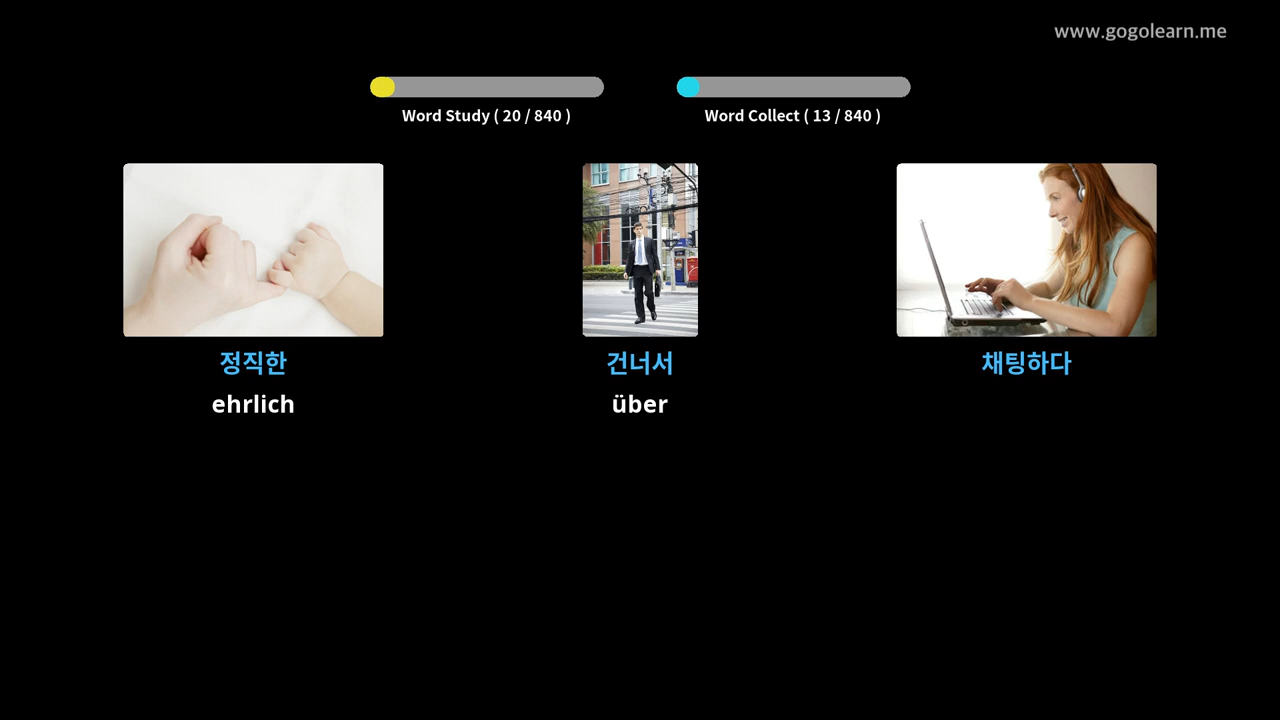 www.gogolearn.me
Word Study ( 20 / 840 )
Word Collect ( 13 / 840 )
정직한
건너서
채팅하다
ehrlich
über